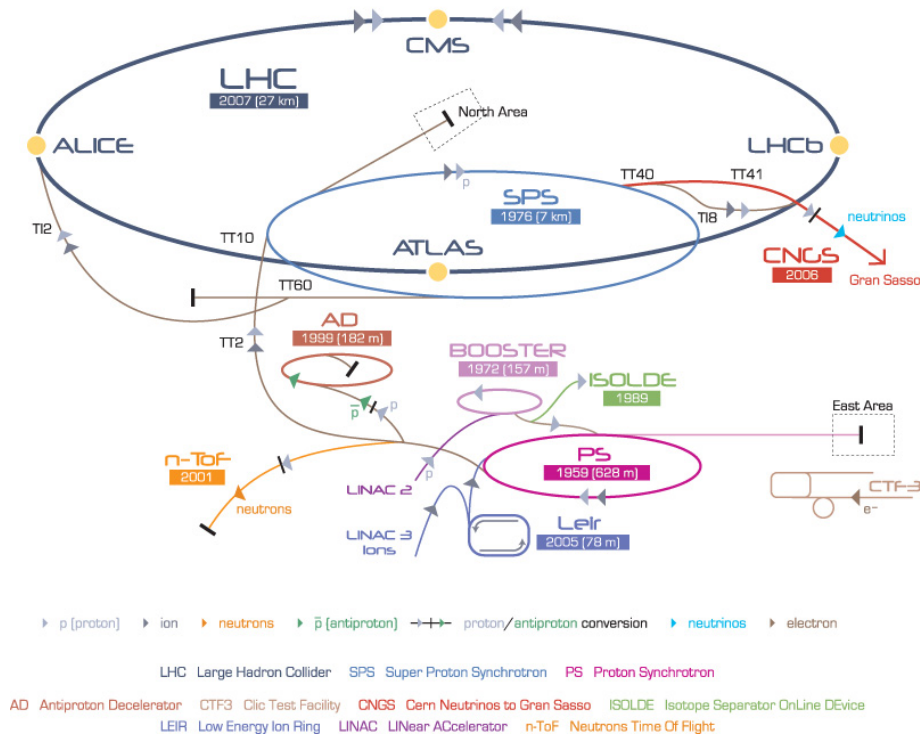 CMS
LHC
2007 (27 km)
North Area
ALICE
LHCb
p
TT40
TT41
SPS
1976 (7 km)
TI8
TI2
neutrinos
TT10
ATLAS
CNGS
2006
Gran Sasso
TT60
AD
1999 (182 m)
TT2
BOOSTER
1972 (157 m)
ISOLDE
1989
p̄
p
East Area
n-ToF
2001
PS
1959 (628 m)
p
LINAC 2
neutrons
CTF3
e-
LINAC 3
Ions
LeIr
2005 (78 m)
p (proton) ion neutrons p̄ (antiproton) proton/antiproton conversion neutrinos electron
LHC Large Hadron Collider SPS Super Proton Synchrotron PS Proton Synchrotron
AD Antiproton Decelerator CTF3 Clic Test Facility CNGS Cern Neutrinos to Gran Sasso ISOLDE Isotope Separator OnLine DEvice
LEIR Low Energy Ion Ring LINAC LINear ACcelerator n-ToF Neutrons Time Of Flight